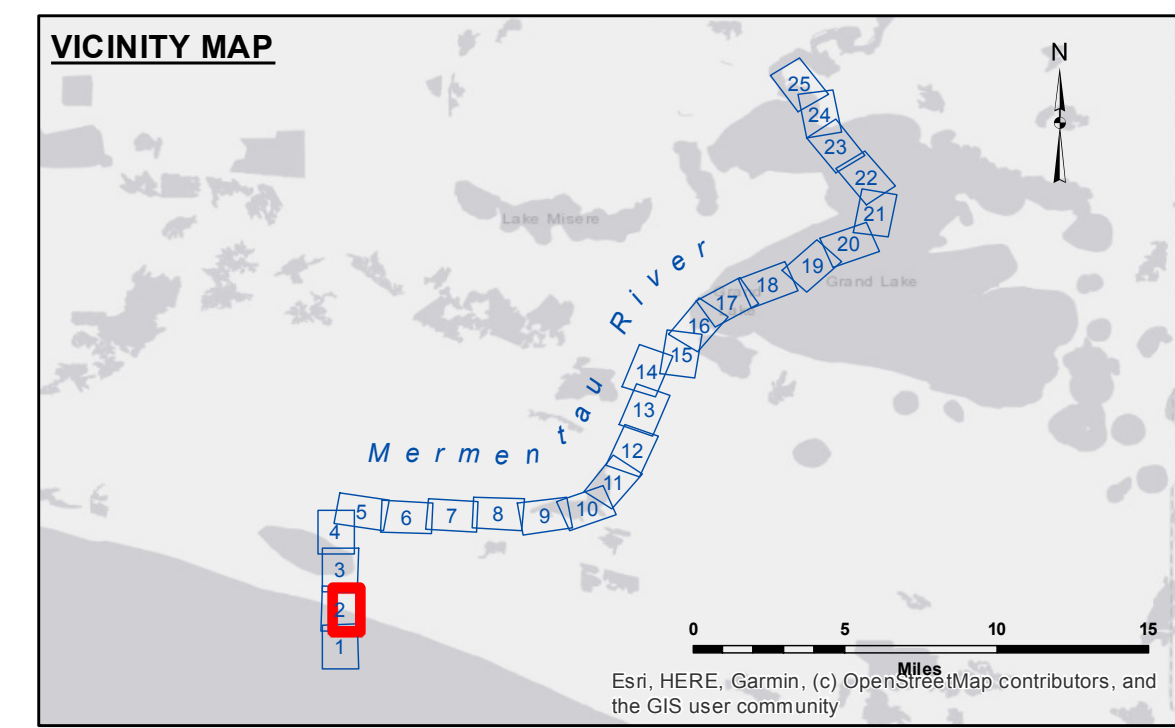 VICINITY MAP
N
25
24
23
22
21
20
19
18
17
16
15
14
13
12
11
10
9
8
7
6
5
4
3
2
1
Lake Misere
Grand Lake
Grand
Lake
Mermentau River
0 5 10 15
Miles
Esri, HERE, Garmin, (c) OpenStreetMap contributors, and
the GIS user community